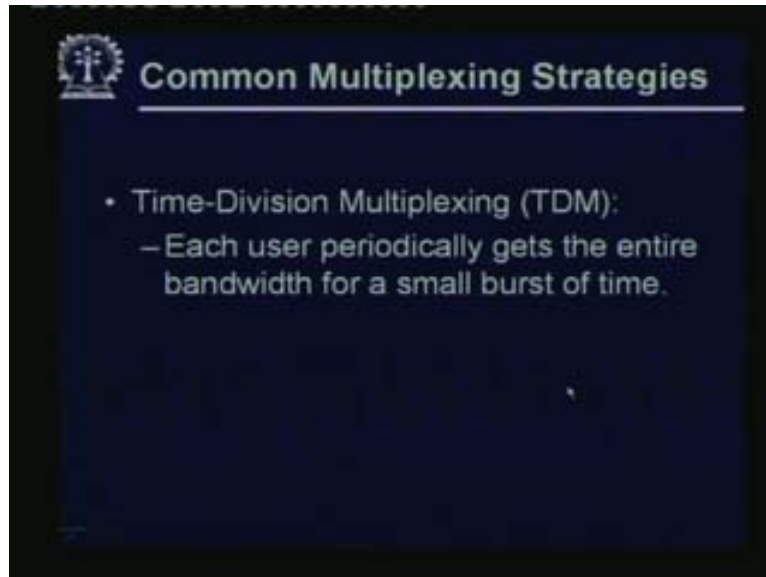 Common Multiplexing Strategies
• Time-Division Multiplexing (TDM):
– Each user periodically gets the entire
bandwidth for a small burst of time.